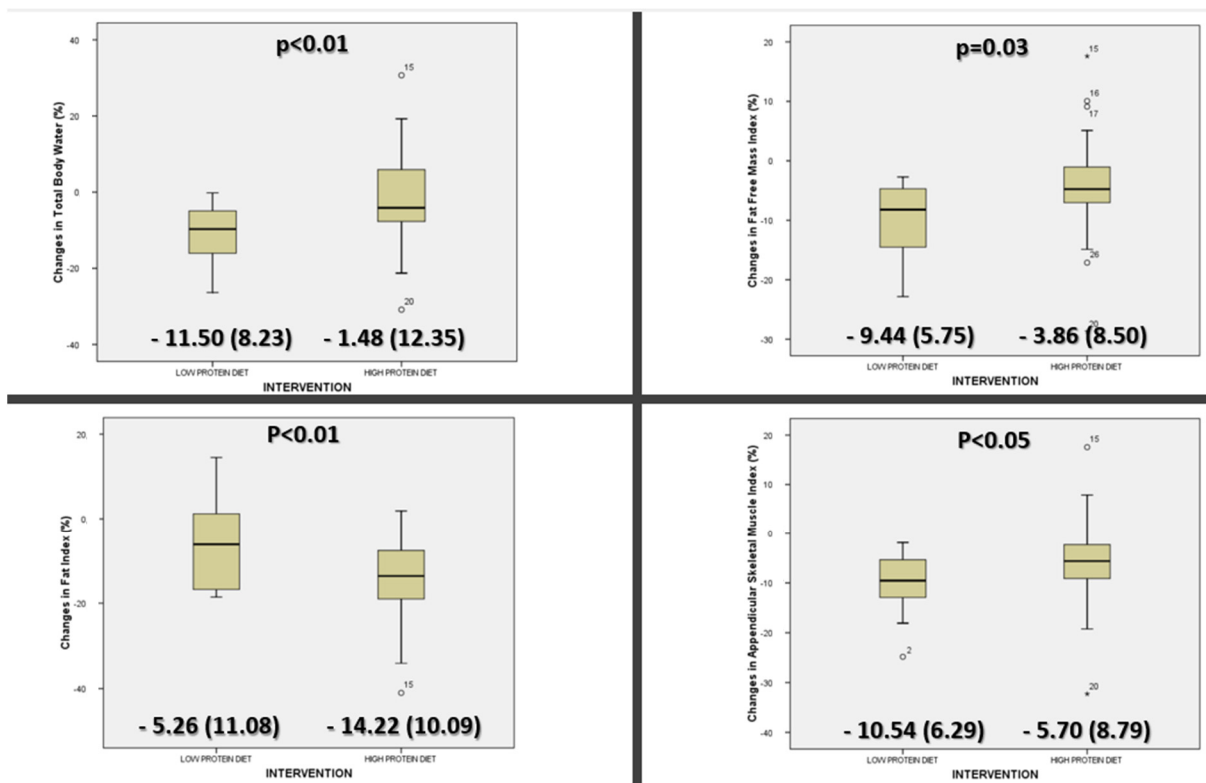 p<0.01
Changes in Total Body Water (%)
40
20
0
-20
-40
15
20
- 11.50 (8.23)
- 1.48 (12.35)
LOW PROTEIN DIET
HIGH PROTEIN DIET
INTERVENTION
p=0.03
Changes in Fat Free Mass Index (%)
20
10
0
-10
-20
-30
15
16
17
26
20
- 9.44 (5.75)
- 3.86 (8.50)
LOW PROTEIN DIET
HIGH PROTEIN DIET
INTERVENTION
P<0.01
Changes in Fat Index (%)
20
0
-20
-40
15
- 5.26 (11.08)
- 14.22 (10.09)
LOW PROTEIN DIET
HIGH PROTEIN DIET
INTERVENTION
P<0.05
Changes in Appendicular Skeletal Muscle Index (%)
20
10
0
-10
-20
-30
-40
15
2
20
- 10.54 (6.29)
- 5.70 (8.79)
LOW PROTEIN DIET
HIGH PROTEIN DIET
INTERVENTION